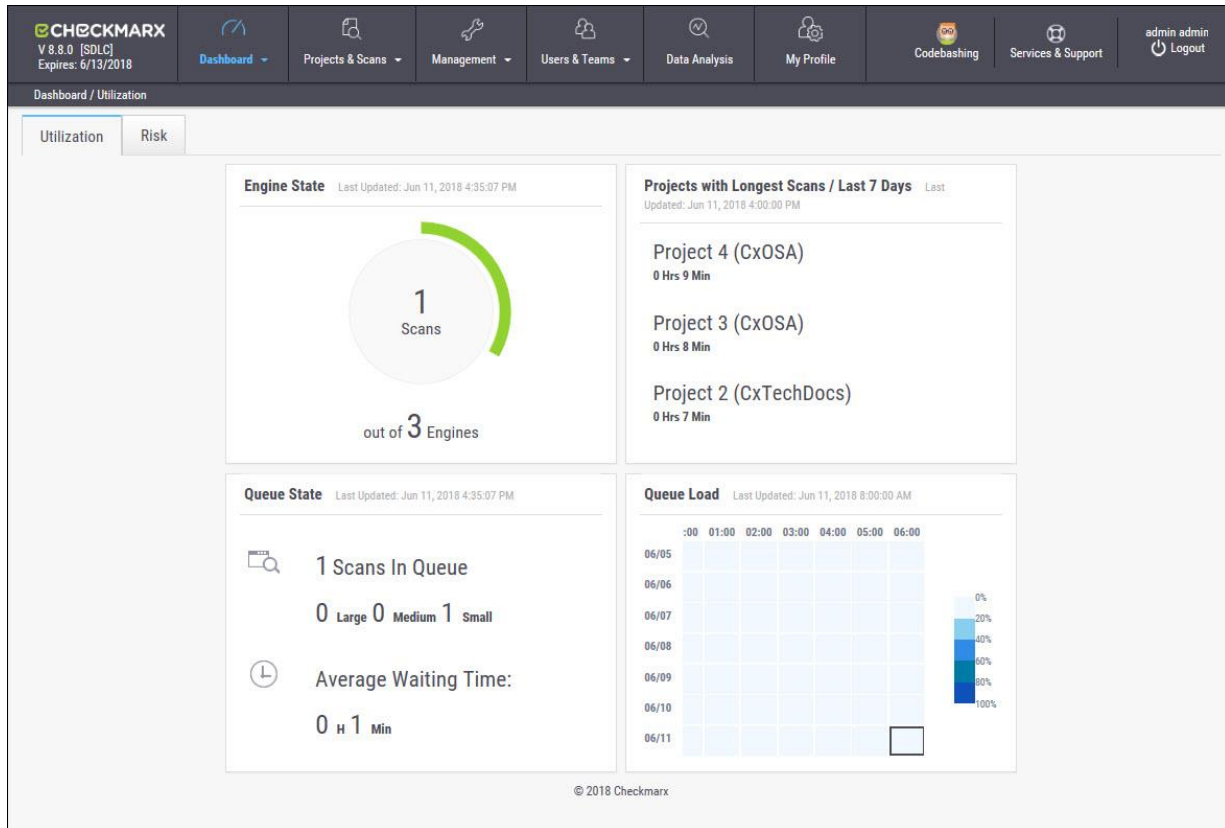 CHECKMARX
V 8.8.0 [SDLC]
Expires: 6/13/2018
Dashboard
Projects & Scans
Management
Users & Teams
Data Analysis
My Profile
Codebashing
Services & Support
admin admin
Logout
Dashboard / Utilization
Utilization
Risk
Engine State Last Updated: Jun 11, 2018 4:35:07 PM
1
Scans
out of 3 Engines
Projects with Longest Scans / Last 7 Days Last
Updated: Jun 11, 2018 4:00:00 PM
Project 4 (CxOSA)
0 Hrs 9 Min
Project 3 (CxOSA)
0 Hrs 8 Min
Project 2 (CxTechDocs)
0 Hrs 7 Min
Queue State Last Updated: Jun 11, 2018 4:35:07 PM
1 Scans In Queue
0 Large 0 Medium 1 Small
Average Waiting Time:
0 H 1 Min
Queue Load Last Updated: Jun 11, 2018 8:00:00 AM
:00 01:00 02:00 03:00 04:00 05:00 06:00
06/05
06/06
06/07
06/08
06/09
06/10
06/11
0%
20%
40%
60%
80%
100%
© 2018 Checkmarx